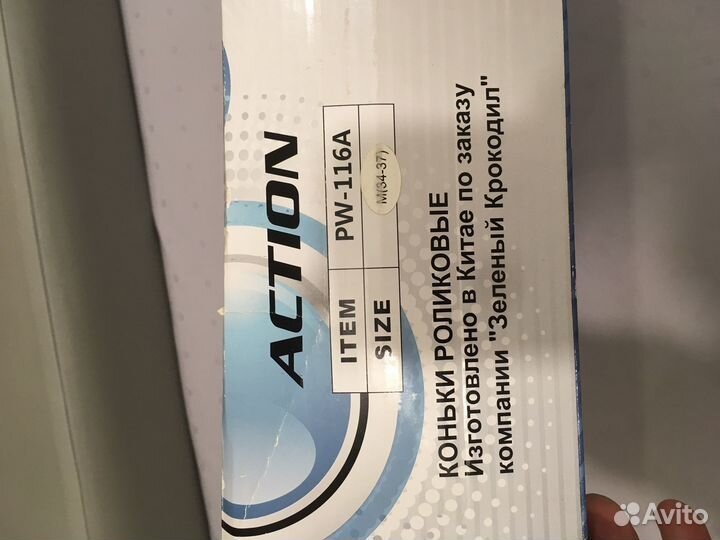 ACTION
ITEM PW-116A
SIZE M(34-37)
КОНЬКИ РОЛИКОВЫЕ
Изготовлено в Китае по заказу
компании "Зеленый Крокодил"
Avito